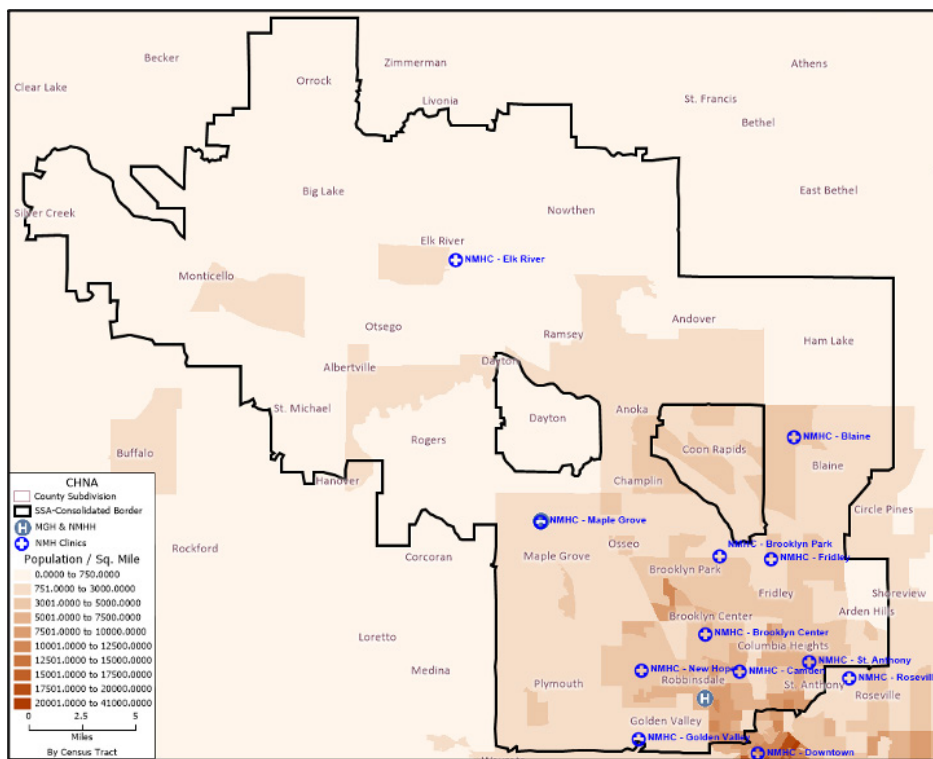 Becker
Zimmerman
Athens
Clear Lake
Orrock
Livonia
St. Francis
Bethel
Big Lake
East Bethel
Silver Creek
Nowthen
Elk River
NMHC - Elk River
Monticello
Otsego
Ramsey
Andover
Ham Lake
Albertville
Dayton
St. Michael
Dayton
Anoka
Rogers
Coon Rapids
NMHC - Blaine
Buffalo
Blaine
Hanover
Champlin
Circle Pines
NMHC - Maple Grove
Rockford
Corcoran
Maple Grove
Osseo
NMHC - Brooklyn Park
NMHC - Fridley
Brooklyn Park
Fridley
Shoreview
Arden Hills
Brooklyn Center
Loretto
NMHC - Brooklyn Center
Columbia Heights
NMHC - St. Anthony
Medina
NMHC - New Hope
NMHC - Camden
NMHC - Rosevill
Plymouth
Robbinsdale
St. Anthony
Roseville
H
Golden Valley
NMHC - Golden Valley
NMHC - Downtown
CHNA
County Subdivision
SSA-Consolidated Border
H MGH & NMHH
NMH Clinics
Population / Sq. Mile
0.0000 to 750.0000
751.0000 to 3000.0000
3001.0000 to 5000.0000
5001.0000 to 7500.0000
7501.0000 to 10000.0000
10001.0000 to 12500.0000
12501.0000 to 15000.0000
15001.0000 to 17500.0000
17501.0000 to 20000.0000
20001.0000 to 41000.0000
0 5
Miles
By Census Tract